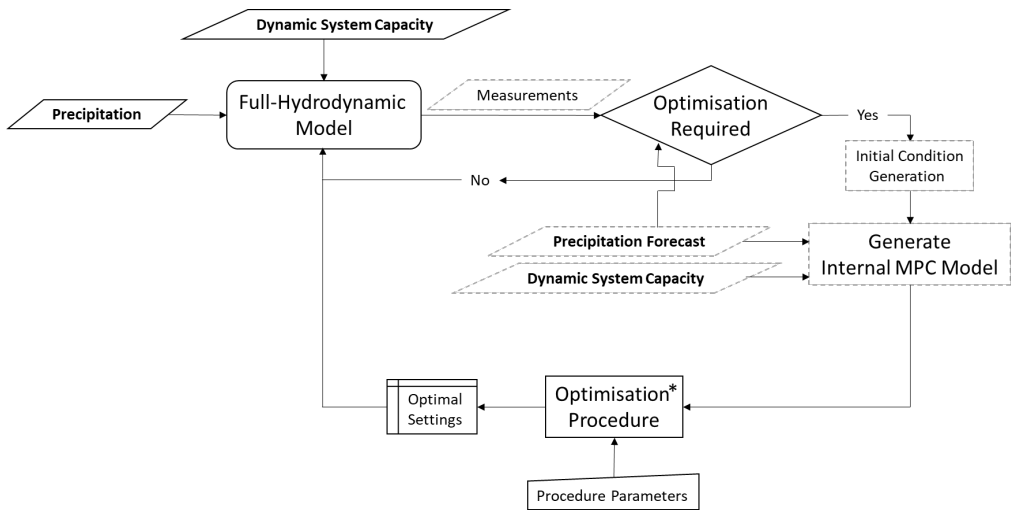 Dynamic System Capacity
Precipitation
Full-Hydrodynamic
Model
Measurements
Optimisation
Required
Yes
Initial Condition
Generation
No
Precipitation Forecast
Dynamic System Capacity
Generate
Internal MPC Model
Optimal
Settings
Optimisation*
Procedure
Procedure Parameters